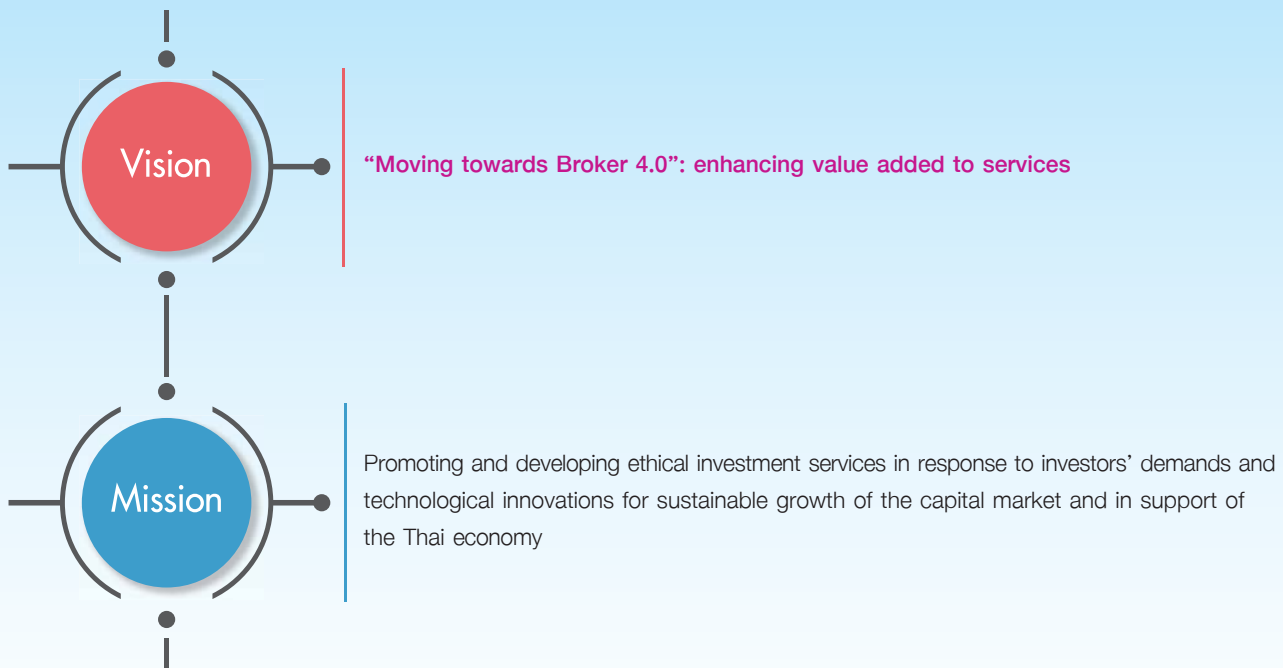 Vision
“Moving towards Broker 4.0”: enhancing value added to services
Mission
Promoting and developing ethical investment services in response to investors’ demands and
technological innovations for sustainable growth of the capital market and in support of
the Thai economy